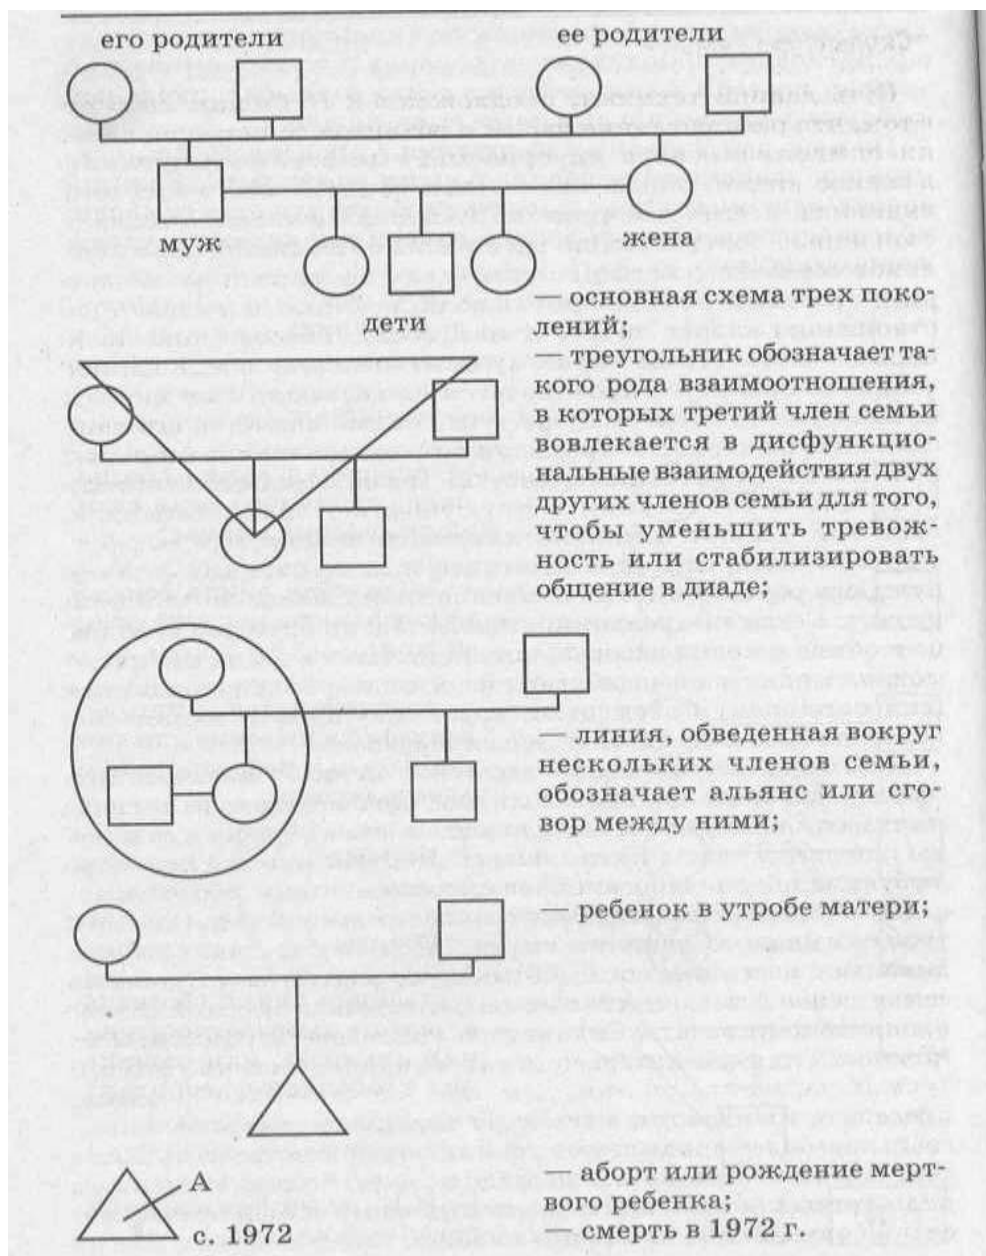 его родители
ее родители
муж
жена
дети
основная схема трех поко-
лений;
треугольник обозначает та-
кого рода взаимоотношения,
в которых третий член семьи
вовлекается в дисфункцио-
нальные взаимодействия двух
других членов семьи для того,
чтобы уменьшить тревож-
ность или стабилизировать
общение в диаде;
— линия, обведенная вокруг
нескольких членов семьи,
обозначает альянс или сго-
вор между ними;
— ребенок в утробе матери;
А
с. 1972
— аборт или рождение мерт-
вого ребенка;
— смерть в 1972 г.